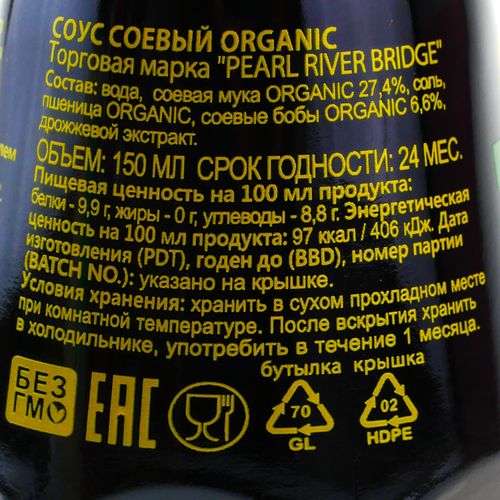 СОУС СОЕВЫЙ ORGANIC
Торговая марка "PEARL RIVER BRIDGE"
Состав: вода, соевая мука ORGANIC 27,4%, соль,
пшеница ORGANIC, соевые бобы ORGANIC 6,6%,
дрожжевой экстракт.
ОБЪЕМ: 150 МЛ СРОК ГОДНОСТИ: 24 МЕС.
Пищевая ценность на 100 мл продукта:
белки - 9,9 г, жиры - 0 г, углеводы - 8,8 г. Энергетическая
ценность на 100 мл продукта: 97 ккал / 406 кДж. Дата
изготовления (PDT), годен до (BBD), номер партии
(BATCH NO.): указано на крышке.
Условия хранения: хранить в сухом прохладном месте
при комнатной температуре. После вскрытия хранить
в холодильнике, употребить в течение 1 месяца.
бутылка крышка
БЕЗ
ГМО
EAC
70
GL
02
HDPE